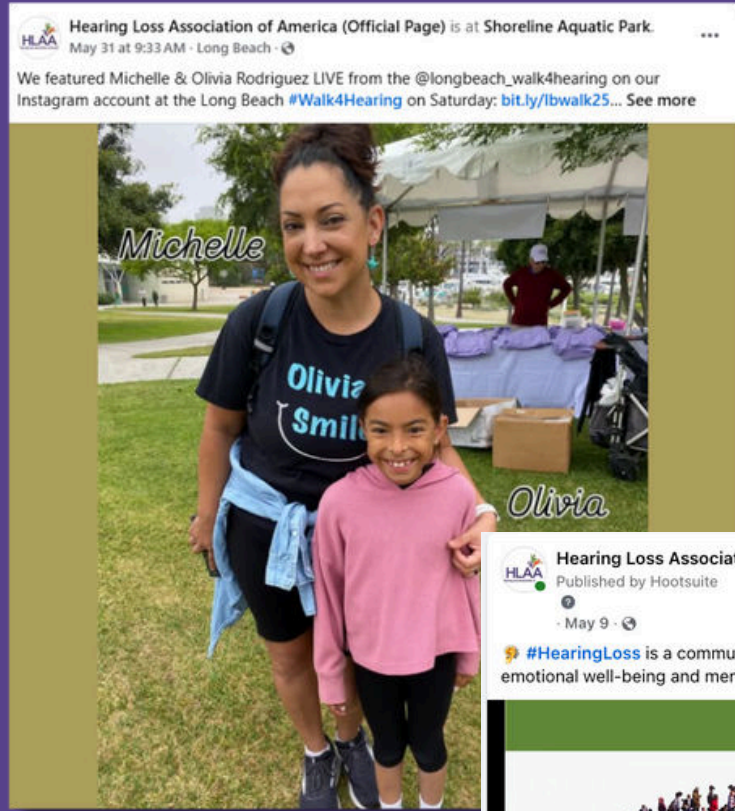 HLAA
Hearing Loss Association of America (Official Page) is at Shoreline Aquatic Park.
May 31 at 9:33 AM · Long Beach ·
We featured Michelle & Olivia Rodriguez LIVE from the @longbeach_walk4hearing on our
Instagram account at the Long Beach #Walk4Hearing on Saturday: bit.ly/lbwalk25... See more
Michelle
Olivia
Smil
Olivia
HLAA
Hearing Loss Associat
Published by Hootsuite
· May 9 ·
#HearingLoss is a commu
emotional well-being and mer